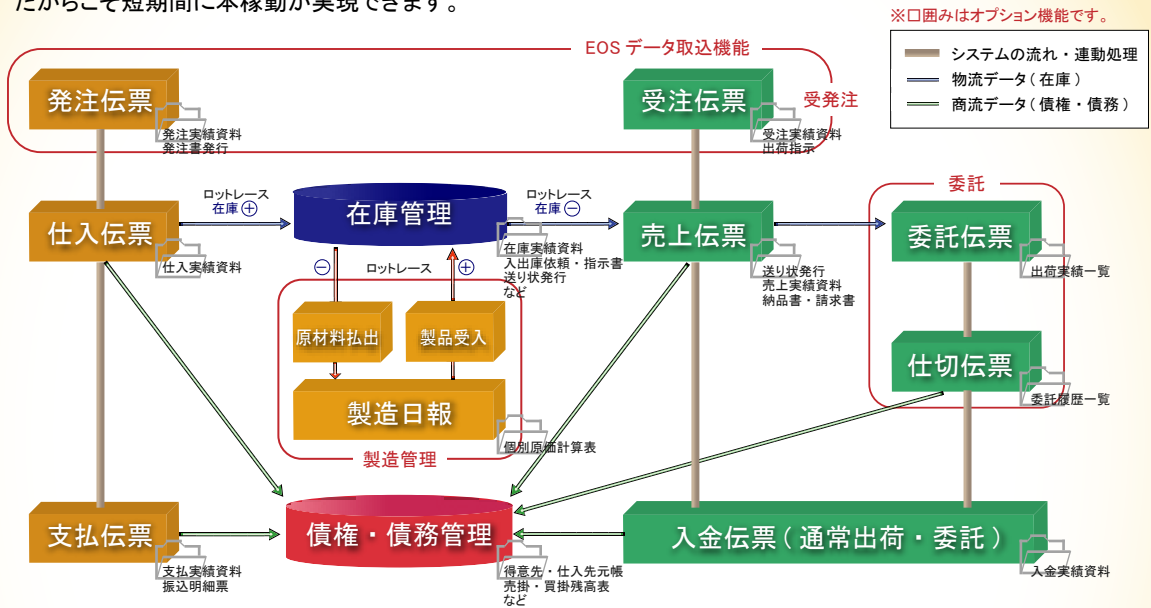 だからこそ短期間に本稼動が実現できます。
※口囲みはオプション機能です。
システムの流れ・連動処理
物流データ(在庫)
商流データ(債権・債務)
EOS データ取込機能
受発注
発注伝票
発注実績資料
発注書発行
受注伝票
受注実績資料
出荷指示
仕入伝票
仕入実績資料
ロットレース
在庫⊕
在庫管理
在庫実績資料
入出庫依頼・指示書
送り状発行
など
ロットレース
在庫⊖
売上伝票
送り状発行
売上実績資料
納品書・請求書
委託
委託伝票
出荷実績一覧
⊖ ロットレース ⊕
原材料払出
製品受入
製造日報
個別原価計算表
製造管理
仕切伝票
委託履歴一覧
支払伝票
支払実績資料
振込明細票
債権・債務管理
得意先・仕入先元帳
売掛・買掛残高表
など
入金伝票(通常出荷・委託)
入金実績資料